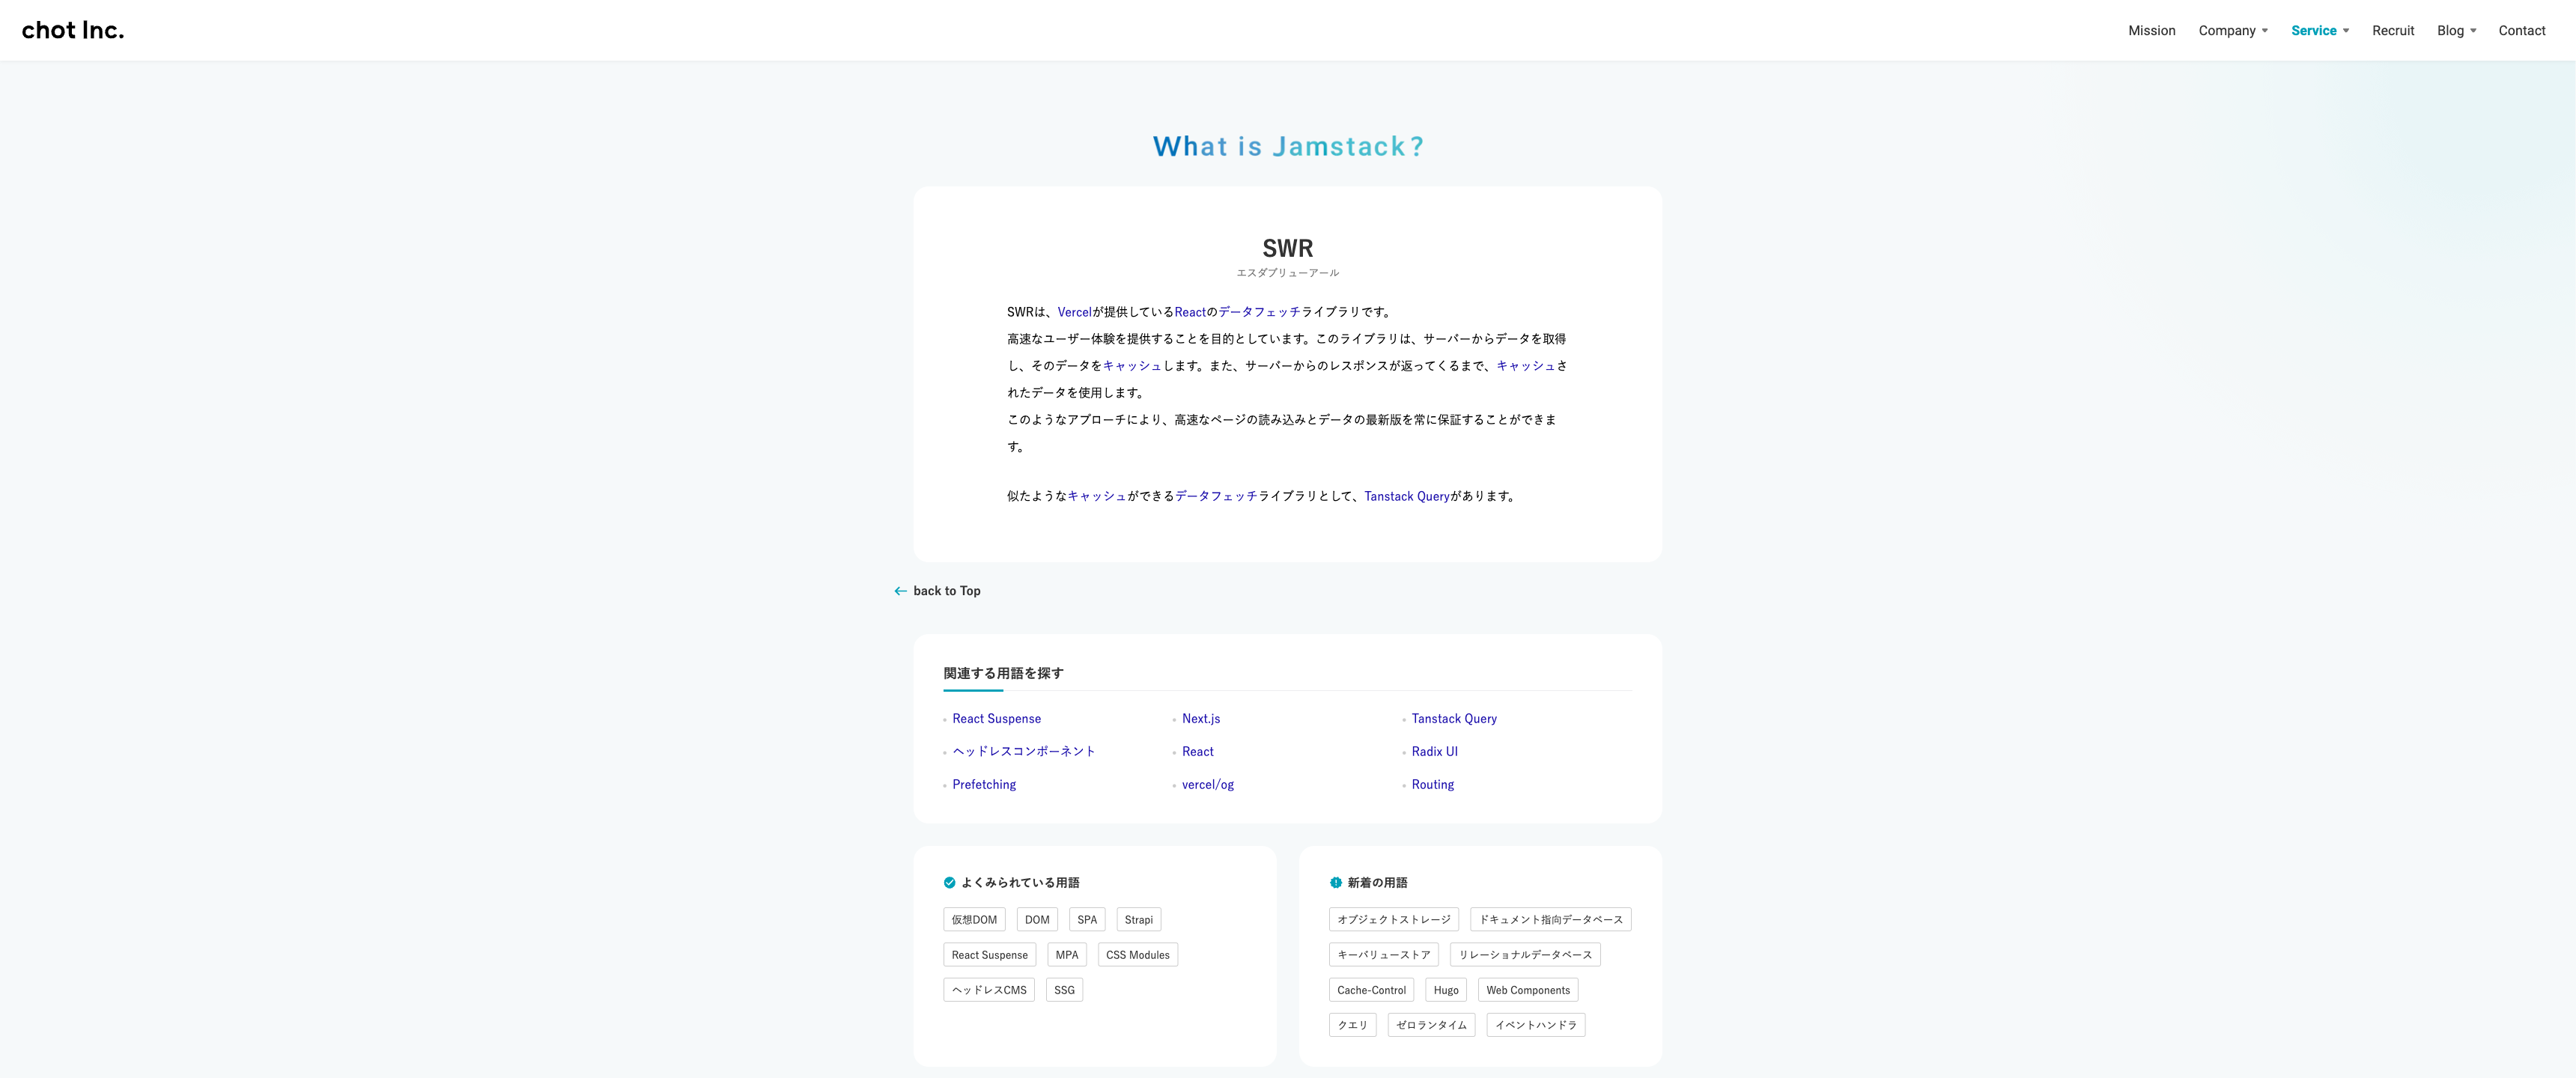 chot Inc.
Mission Company Service Recruit Blog Contact
What is Jamstack?
SWR
エスダブリューアール
SWRは、Vercelが提供しているReactのデータフェッチライブラリです。
高速なユーザー体験を提供することを目的としています。このライブラリは、サーバーからデータを取得
し、そのデータをキャッシュします。また、サーバーからのレスポンスが返ってくるまで、キャッシュさ
れたデータを使用します。
このようなアプローチにより、高速なページの読み込みとデータの最新版を常に保証することができま
す。
似たようなキャッシュができるデータフェッチライブラリとして、Tanstack Queryがあります。
back to Top
関連する用語を探す
React Suspense Next.js Tanstack Query
ヘッドレスコンポーネント React Radix UI
Prefetching vercel/og Routing
よくみられている用語
仮想DOM DOM SPA Strapi
React Suspense MPA CSS Modules
ヘッドレスCMS SSG
新着の用語
オブジェクトストレージ ドキュメント指向データベース
キーバリューストア リレーショナルデータベース
Cache-Control Hugo Web Components
クエリ ゼロランタイム イベントハンドラ